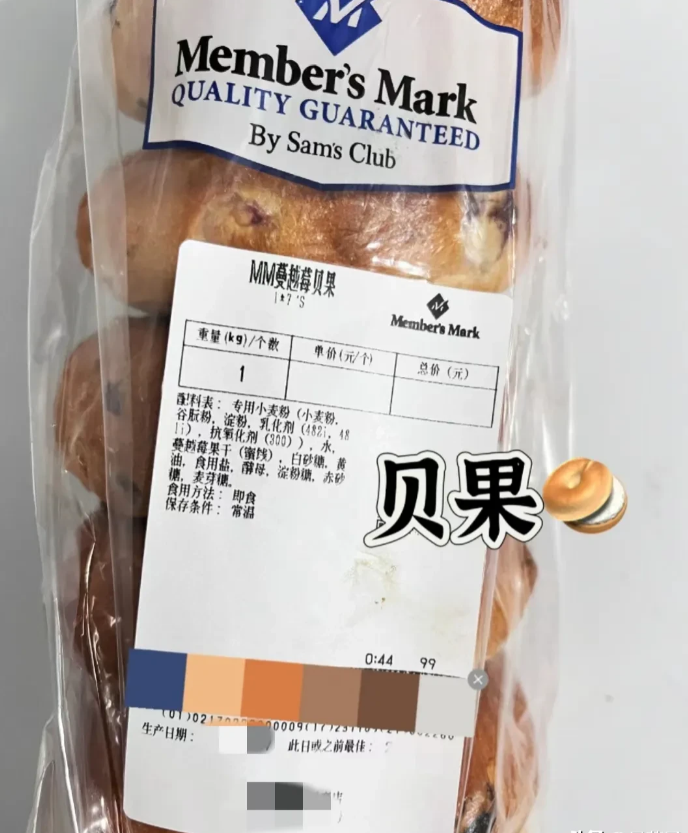 Member's Mark
QUALITY GUARANTEED
By Sam's Club
MM蔓越莓贝果
Member's Mark
重量(kg)/个数 单价(元/个) 总价(元)
1
配料表: 专用小麦粉(小麦粉,
谷朊粉, 淀粉, 乳化剂(482i, 48
1i), 抗氧化剂(300)), 水,
蔓越莓果干(蜜饯), 白砂糖, 黄
油, 食用盐, 酵母, 淀粉糖, 赤砂
糖, 麦芽糖。
食用方法: 即食
保存条件: 常温
贝果
0:44 99
生产日期: 此日或之前最佳: